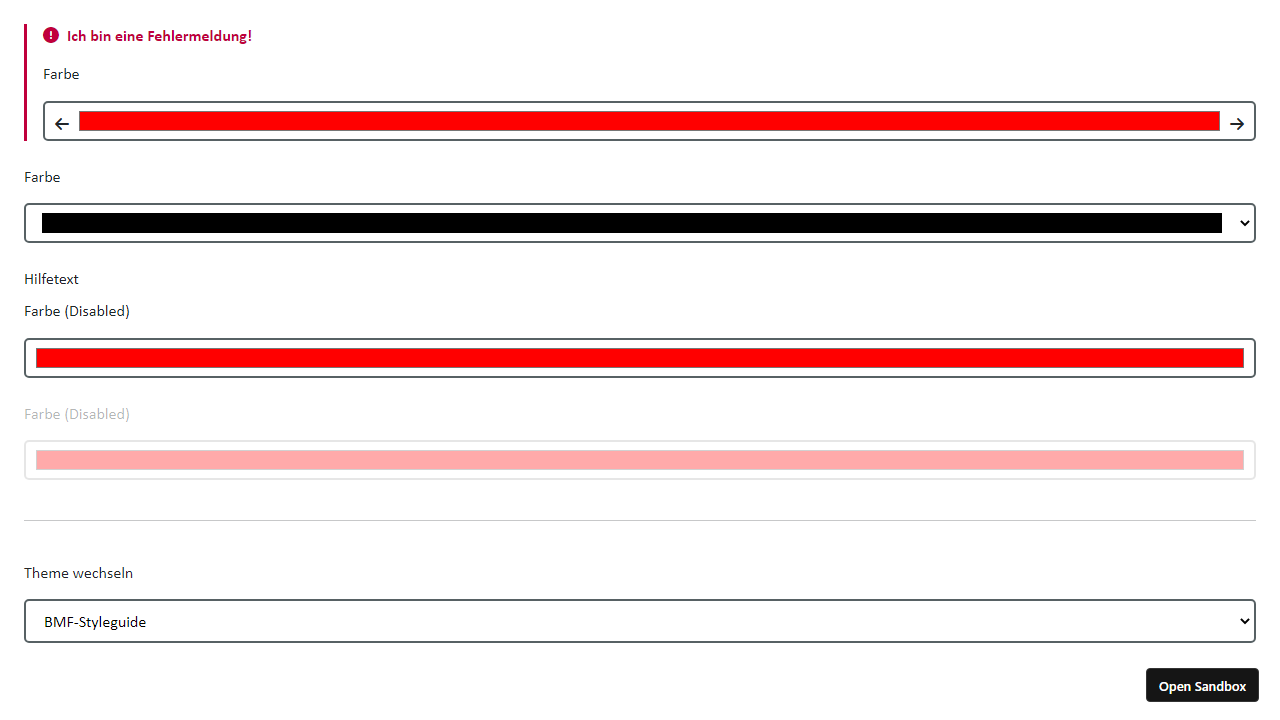 Ich bin eine Fehlermeldung!
Farbe
Farbe
Hilfetext
Farbe (Disabled)
Farbe (Disabled)
Theme wechseln
BMF-Styleguide
Open Sandbox